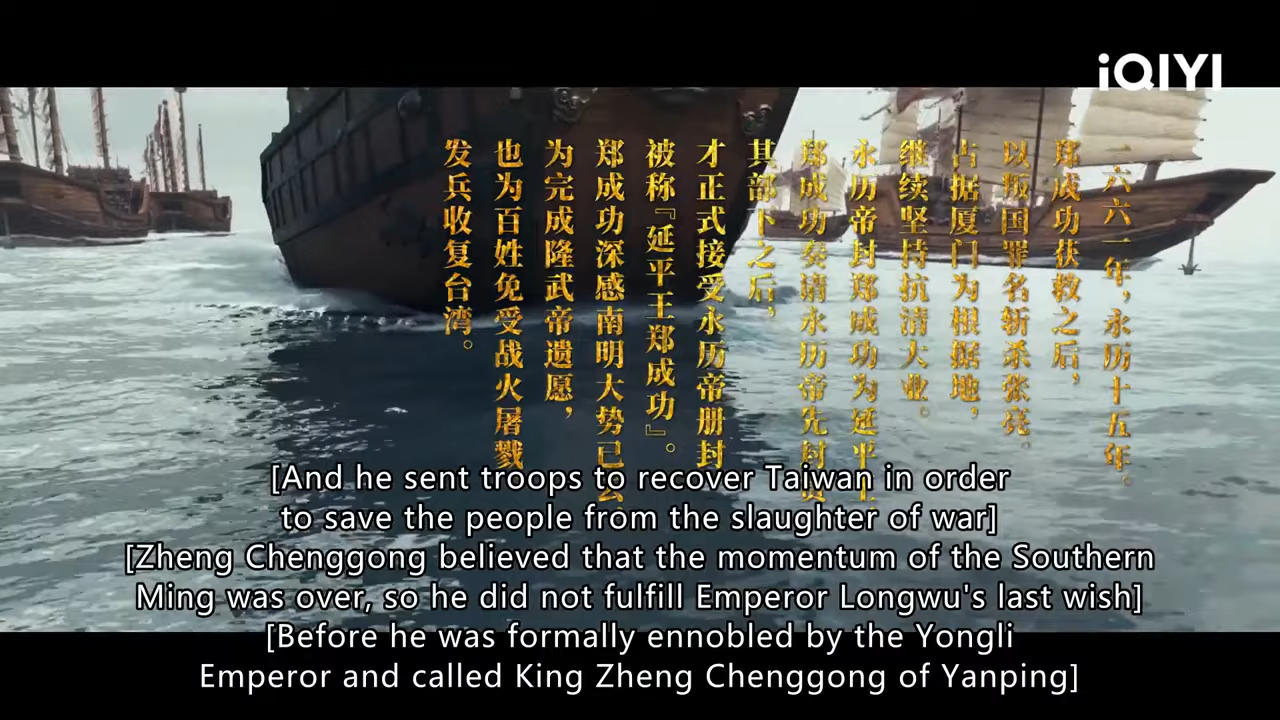 iQIYI
一六六一年，永历十五年。
郑成功获救之后，
以叛国罪名斩杀张亮，
占据厦门为根据地，
继续坚持抗清大业。
永历帝封郑成功为延平王
郑成功奏请永历帝先封赏
其部下之后，
才正式接受永历帝册封
被称『延平王郑成功』。
郑成功深感南明大势已去，
为完成隆武帝遗愿，
也为百姓免受战火屠戮
发兵收复台湾。
[And he sent troops to recover Taiwan in order
to save the people from the slaughter of war]
[Zheng Chenggong believed that the momentum of the Southern
Ming was over, so he did not fulfill Emperor Longwu's last wish]
[Before he was formally ennobled by the Yongli
Emperor and called King Zheng Chenggong of Yanping]